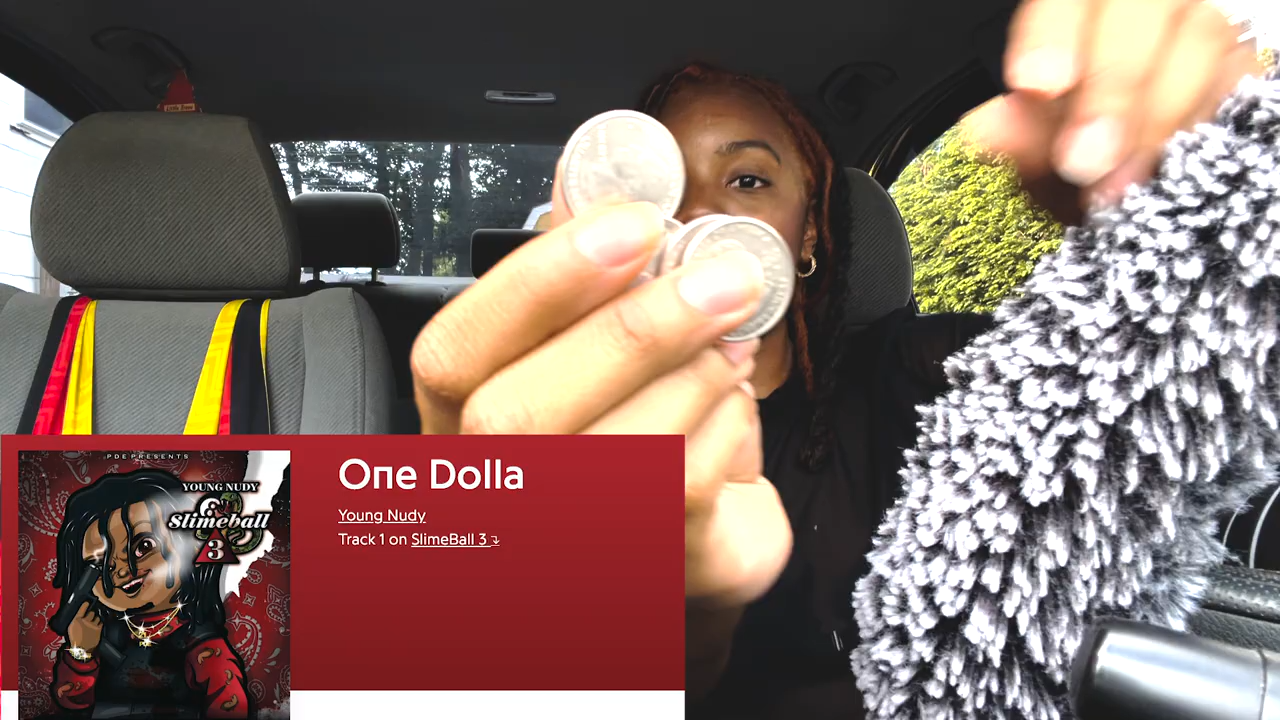 One Dolla
Young Nudy
Track 1 on SlimeBall 3
PDE PRESENTS
YOUNG NUDY
Slimeball
3